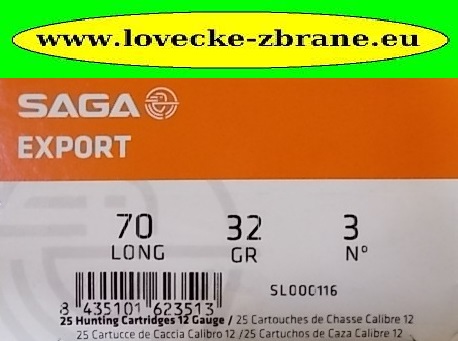 www.lovecke-zbrane.eu
SAGA
EXPORT
70 32 3
LONG GR Nº
SL000116
8 435101 623513
25 Hunting Cartridges 12 Gauge / 25 Cartouches de Chasse Calibre 12
25 Cartucce de Caccia Calibro 12 /25 Cartuchos de Caza Calibre 12